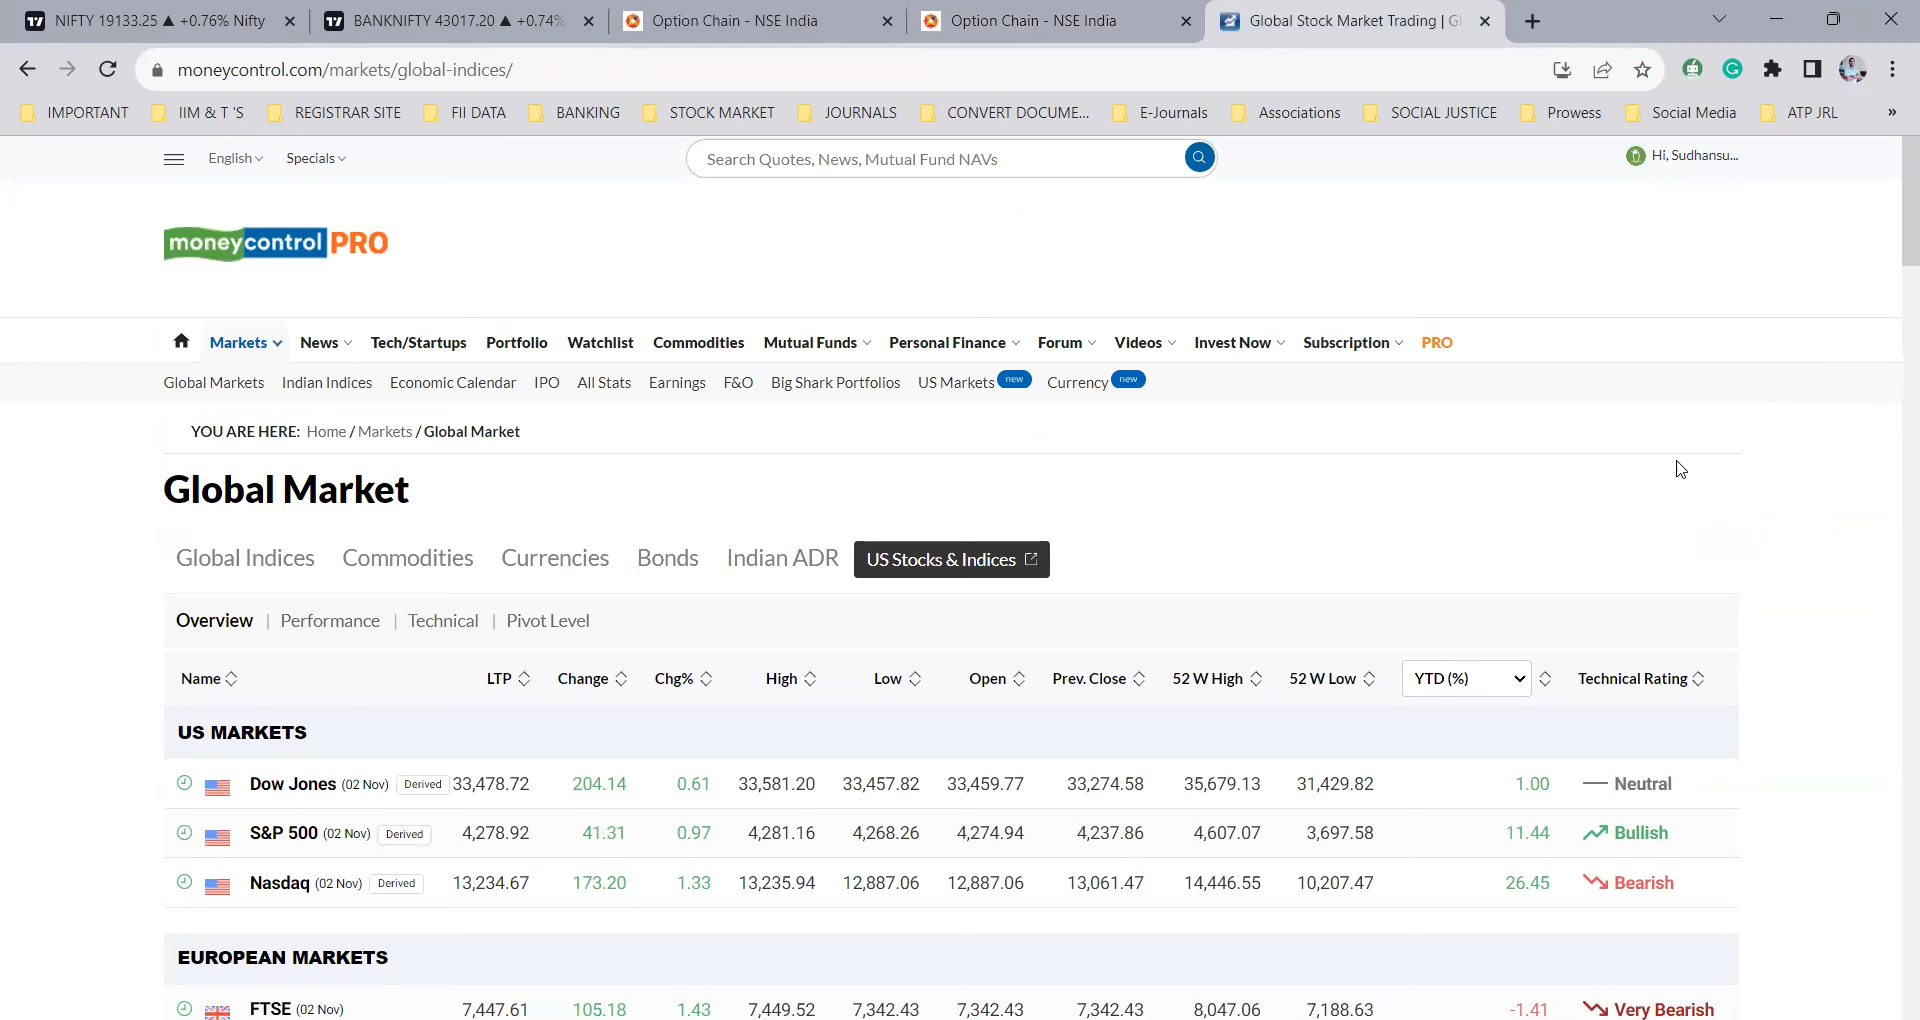 NIFTY 19133.25 ▲ +0.76% Nifty
BANKNIFTY 43017.20 ▲ +0.74%
Option Chain - NSE India
Option Chain - NSE India
Global Stock Market Trading | Gl
moneycontrol.com/markets/global-indices/
IMPORTANT IIM & T 'S REGISTRAR SITE FII DATA BANKING STOCK MARKET JOURNALS CONVERT DOCUME... E-Journals Associations SOCIAL JUSTICE Prowess Social Media ATP JRL »
English Specials Search Quotes, News, Mutual Fund NAVs Hi, Sudhansu...
moneycontrol PRO
Markets News Tech/Startups Portfolio Watchlist Commodities Mutual Funds Personal Finance Forum Videos Invest Now Subscription PRO
Global Markets Indian Indices Economic Calendar IPO All Stats Earnings F&O Big Shark Portfolios US Markets new Currency new
YOU ARE HERE: Home / Markets / Global Market
Global Market
Global Indices Commodities Currencies Bonds Indian ADR US Stocks & Indices
Overview | Performance | Technical | Pivot Level
Name LTP Change Chg% High Low Open Prev. Close 52 W High 52 W Low YTD (%) Technical Rating
US MARKETS
Dow Jones (02 Nov) Derived 33,478.72 204.14 0.61 33,581.20 33,457.82 33,459.77 33,274.58 35,679.13 31,429.82 1.00 Neutral
S&P 500 (02 Nov) Derived 4,278.92 41.31 0.97 4,281.16 4,268.26 4,274.94 4,237.86 4,607.07 3,697.58 11.44 Bullish
Nasdaq (02 Nov) Derived 13,234.67 173.20 1.33 13,235.94 12,887.06 12,887.06 13,061.47 14,446.55 10,207.47 26.45 Bearish
EUROPEAN MARKETS
FTSE (02 Nov) 7,447.61 105.18 1.43 7,449.52 7,342.43 7,342.43 7,342.43 8,047.06 7,188.63 -1.41 Very Bearish